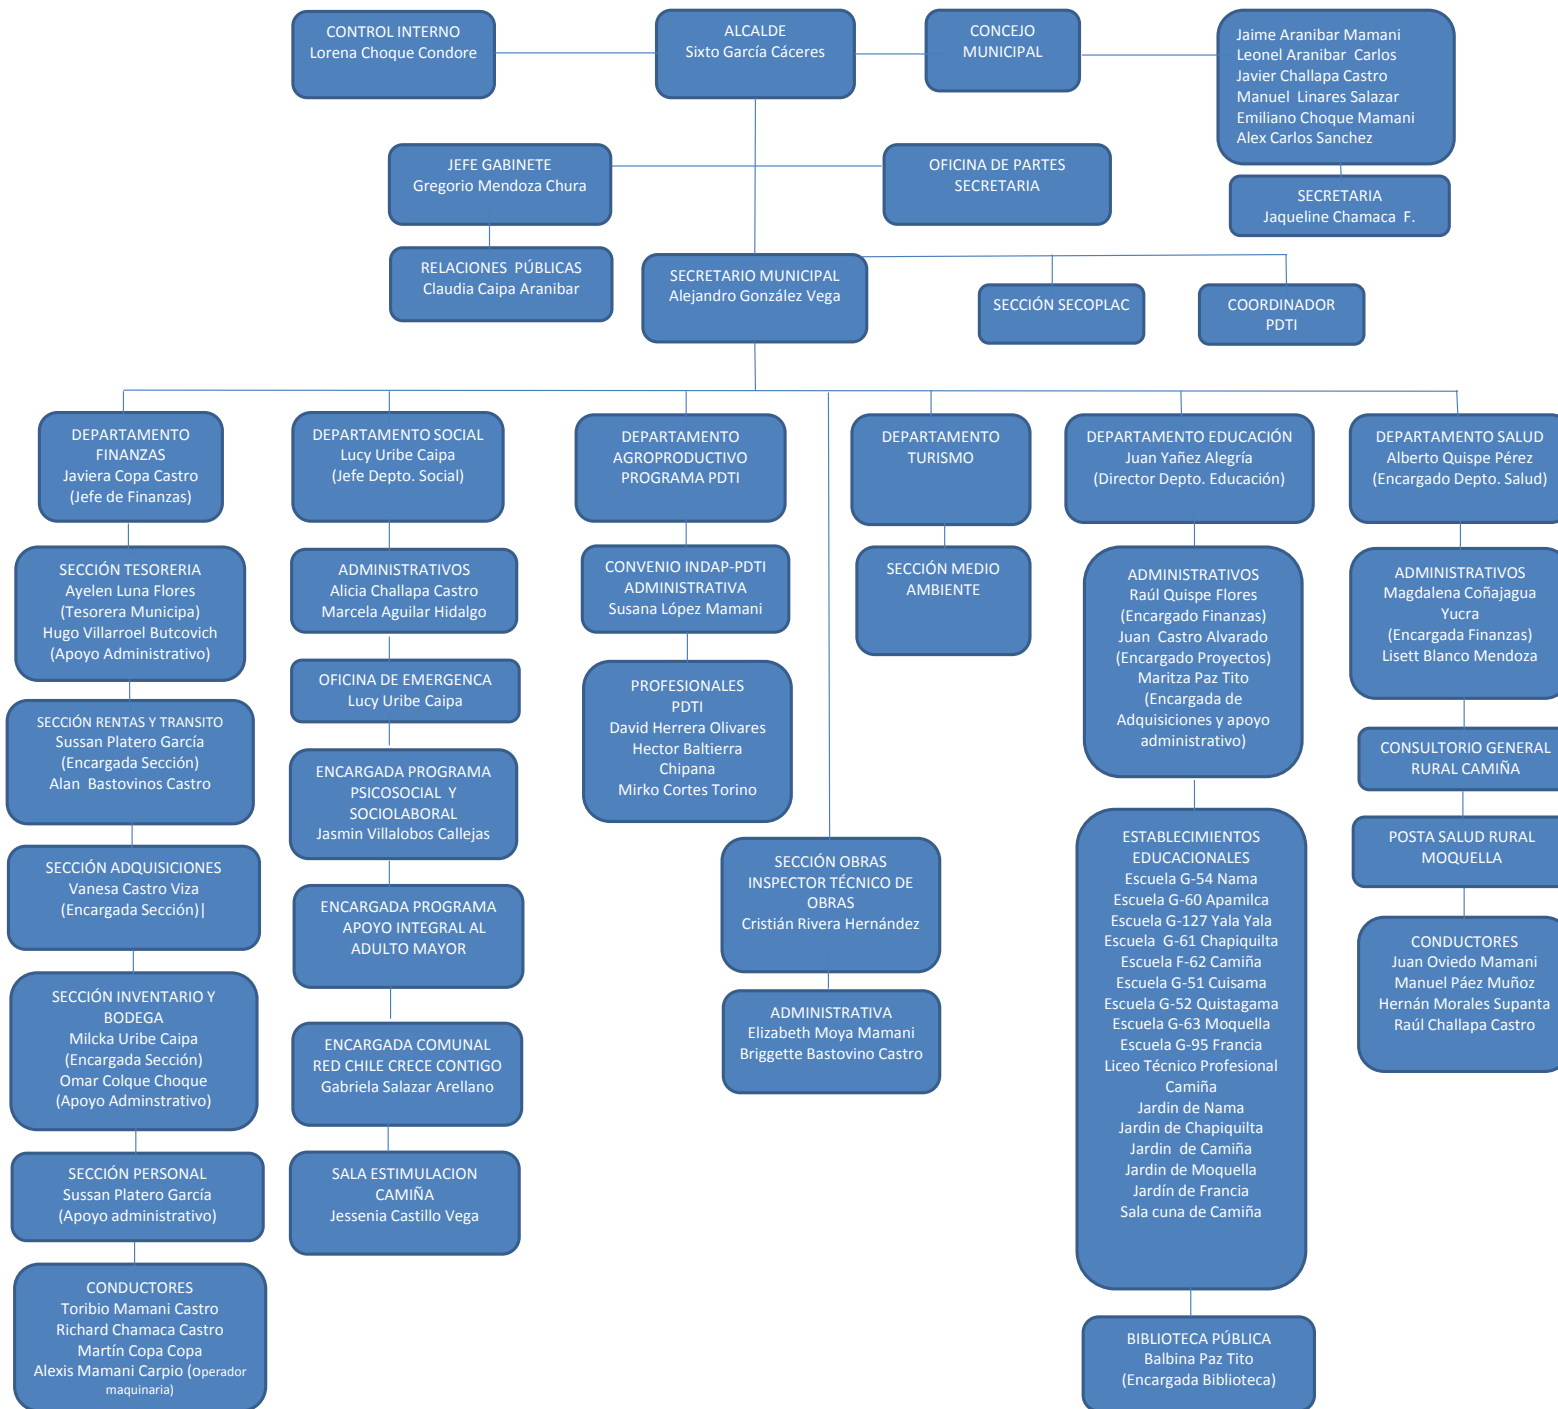 CONTROL INTERNO
Lorena Choque Condore
ALCALDE
Sixto García Cáceres
CONCEJO
MUNICIPAL
Jaime Aranibar Mamani
Leonel Aranibar  Carlos
Javier Challapa Castro
Manuel  Linares Salazar
Emiliano Choque Mamani
Alex Carlos Sanchez
JEFE GABINETE
Gregorio Mendoza Chura
OFICINA DE PARTES
SECRETARIA
SECRETARIA
Jaqueline Chamaca  F.
RELACIONES  PÚBLICAS
Claudia Caipa Aranibar
SECRETARIO MUNICIPAL
Alejandro González Vega
SECCIÓN SECOPLAC
COORDINADOR
PDTI
DEPARTAMENTO
FINANZAS
Javiera Copa Castro
(Jefe de Finanzas)
SECCIÓN TESORERIA
Ayelen Luna Flores
(Tesorera Municipa)
Hugo Villarroel Butcovich
(Apoyo Administrativo)
SECCIÓN RENTAS Y TRANSITO
Sussan Platero García
(Encargada Sección)
Alan  Bastovinos Castro
SECCIÓN ADQUISICIONES
Vanesa Castro Viza
(Encargada Sección)|
SECCIÓN INVENTARIO Y
BODEGA
Milcka Uribe Caipa
(Encargada Sección)
Omar Colque Choque
(Apoyo Adminstrativo)
SECCIÓN PERSONAL
Sussan Platero García
(Apoyo administrativo)
CONDUCTORES
Toribio Mamani Castro
Richard Chamaca Castro
Martín Copa Copa
Alexis Mamani Carpio (Operador
maquinaria)
DEPARTAMENTO SOCIAL
Lucy Uribe Caipa
(Jefe Depto. Social)
ADMINISTRATIVOS
Alicia Challapa Castro
Marcela Aguilar Hidalgo
OFICINA DE EMERGENCA
Lucy Uribe Caipa
ENCARGADA PROGRAMA
PSICOSOCIAL  Y
SOCIOLABORAL
Jasmin Villalobos Callejas
ENCARGADA PROGRAMA
APOYO INTEGRAL AL
ADULTO MAYOR
ENCARGADA COMUNAL
RED CHILE CRECE CONTIGO
Gabriela Salazar Arellano
SALA ESTIMULACION
CAMIÑA
Jessenia Castillo Vega
DEPARTAMENTO
AGROPRODUCTIVO
PROGRAMA PDTI
CONVENIO INDAP-PDTI
ADMINISTRATIVA
Susana López Mamani
PROFESIONALES
PDTI
David Herrera Olivares
Hector Baltierra
Chipana
Mirko Cortes Torino
SECCIÓN OBRAS
INSPECTOR TÉCNICO DE
OBRAS
Cristián Rivera Hernández
ADMINISTRATIVA
Elizabeth Moya Mamani
Briggette Bastovino Castro
DEPARTAMENTO
TURISMO
SECCIÓN MEDIO
AMBIENTE
DEPARTAMENTO EDUCACIÓN
Juan Yañez Alegría
(Director Depto. Educación)
ADMINISTRATIVOS
Raúl Quispe Flores
(Encargado Finanzas)
Juan  Castro Alvarado
(Encargado Proyectos)
Maritza Paz Tito
(Encargada de
Adquisiciones y apoyo
administrativo)
ESTABLECIMIENTOS
EDUCACIONALES
Escuela G-54 Nama
Escuela G-60 Apamilca
Escuela G-127 Yala Yala
Escuela  G-61 Chapiquilta
Escuela F-62 Camiña
Escuela G-51 Cuisama
Escuela G-52 Quistagama
Escuela G-63 Moquella
Escuela G-95 Francia
Liceo Técnico Profesional
Camiña
Jardin de Nama
Jardin de Chapiquilta
Jardin  de Camiña
Jardin de Moquella
Jardín de Francia
Sala cuna de Camiña
BIBLIOTECA PÚBLICA
Balbina Paz Tito
(Encargada Biblioteca)
DEPARTAMENTO SALUD
Alberto Quispe Pérez
(Encargado Depto. Salud)
ADMINISTRATIVOS
Magdalena Coñajagua
Yucra
(Encargada Finanzas)
Lisett Blanco Mendoza
CONSULTORIO GENERAL
RURAL CAMIÑA
POSTA SALUD RURAL
MOQUELLA
CONDUCTORES
Juan Oviedo Mamani
Manuel Páez Muñoz
Hernán Morales Supanta
Raúl Challapa Castro